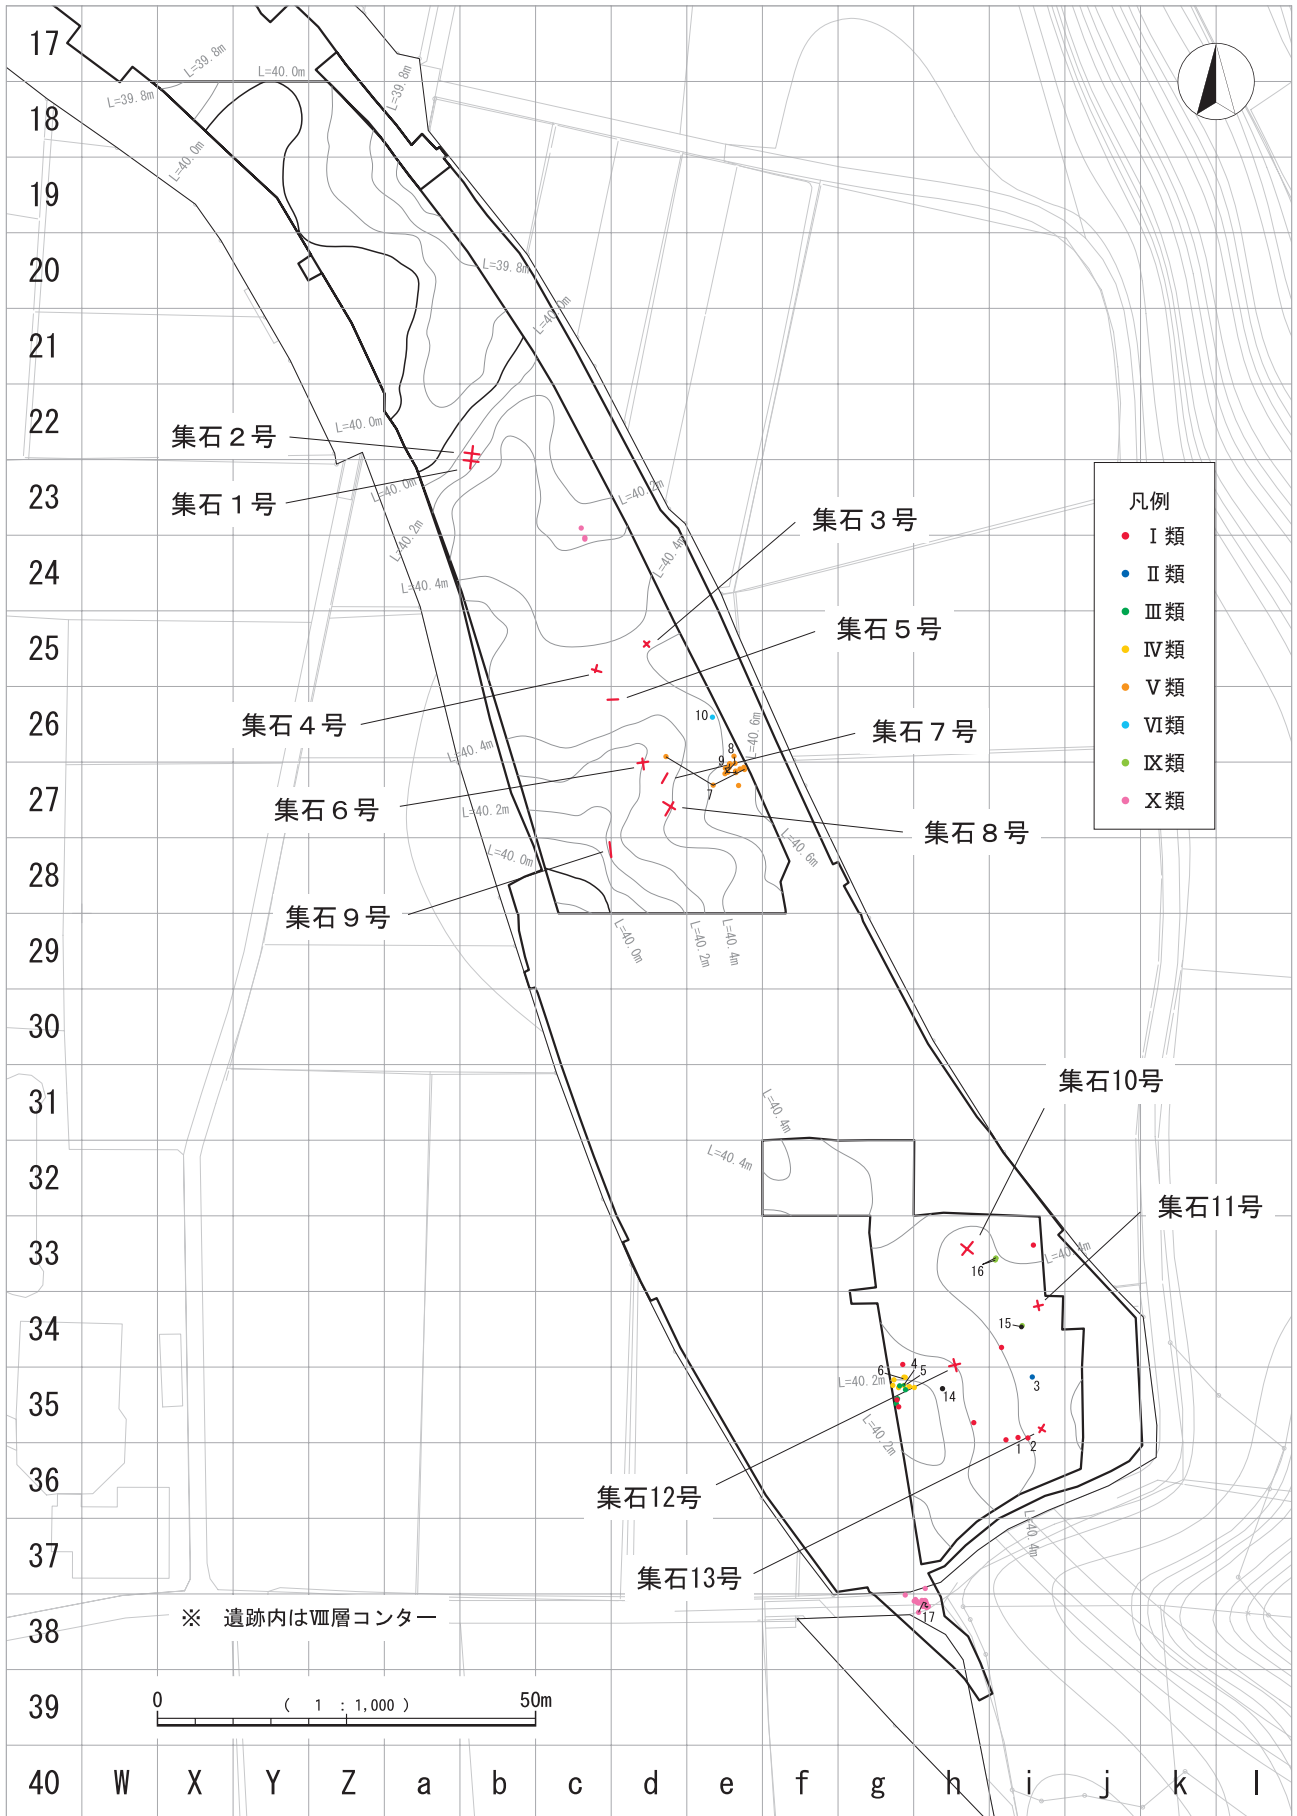 17
18
19
20
21
22
23
24
25
26
27
28
29
30
31
32
33
34
35
36
37
38
39
40
W X Y Z a b c d e f g h i j k l
L=39.8m
L=39.8m
L=40.0m
L=39.8m
L=40.0m
L=39.8m
L=40.0m
L=40.0m
集石2号
集石1号
L=40.0m
L=40.2m
L=40.2m
L=40.4m
L=40.4m
集石3号
集石5号
集石4号
集石7号
集石6号
集石8号
集石9号
10
8
9
7
L=40.6m
L=40.4m
L=40.2m
L=40.0m
L=40.6m
L=40.0m
L=40.2m
L=40.4m
凡例
Ⅰ類
Ⅱ類
Ⅲ類
Ⅳ類
Ⅴ類
Ⅵ類
Ⅸ類
Ⅹ類
集石10号
集石11号
L=40.4m
L=40.4m
L=40.4m
16
15
4
6
5
L=40.2m
14
3
L=40.2m
1
2
集石12号
集石13号
L=40.4m
17
※ 遺跡内はⅧ層コンター
0 ( 1 : 1,000 ) 50m